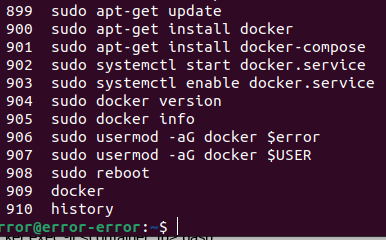 899 sudo apt-get update
900 sudo apt-get install docker
901 sudo apt-get install docker-compose
902 sudo systemctl start docker.service
903 sudo systemctl enable docker.service
904 sudo docker version
905 sudo docker info
906 sudo usermod -aG docker $error
907 sudo usermod -aG docker $USER
908 sudo reboot
909 docker
910 history
rror@error-error:~$